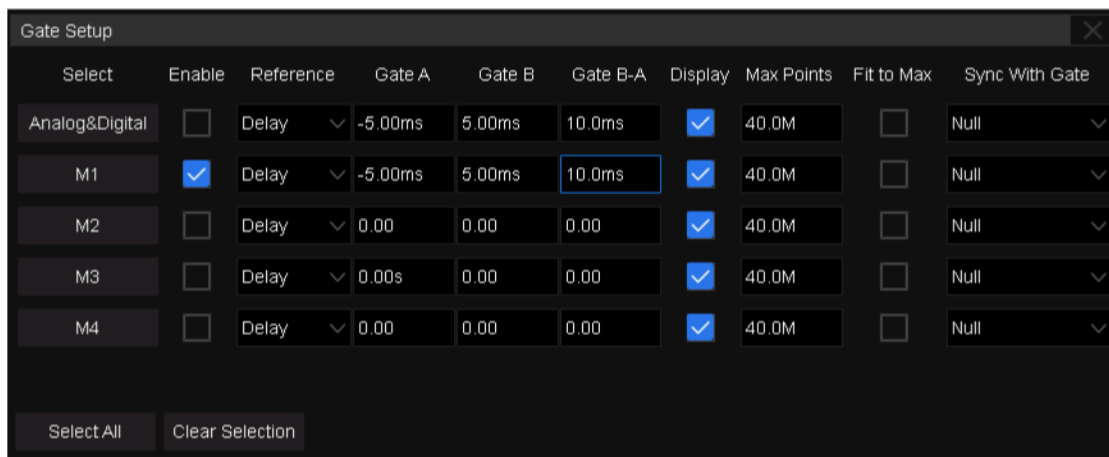 Gate Setup
Select Enable Reference Gate A Gate B Gate B-A Display Max Points Fit to Max Sync With Gate
Analog&Digital Delay -5.00ms 5.00ms 10.0ms 40.0M Null
M1 Delay -5.00ms 5.00ms 10.0ms 40.0M Null
M2 Delay 0.00 0.00 0.00 40.0M Null
M3 Delay 0.00s 0.00 0.00 40.0M Null
M4 Delay 0.00 0.00 0.00 40.0M Null
Select All Clear Selection